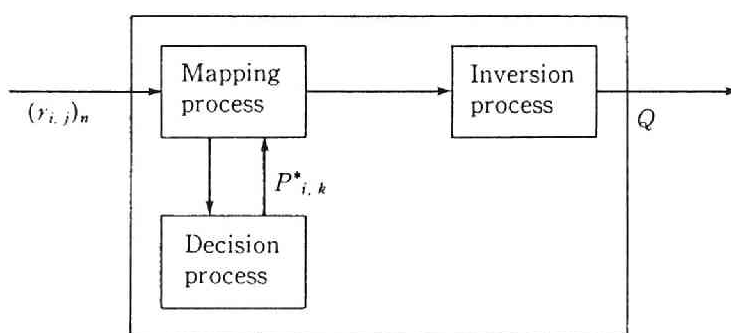 Mapping
process
Inversion
process
(r_{i, j})_n
Q
P*_{i, k}
Decision
process